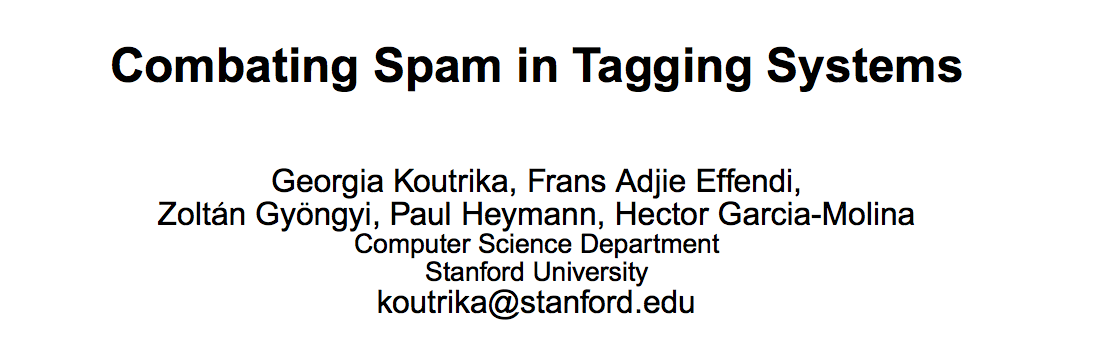 Combating Spam in Tagging Systems
Georgia Koutrika, Frans Adjie Effendi,
Zoltán Gyöngyi, Paul Heymann, Hector Garcia-Molina
Computer Science Department
Stanford University
koutrika@stanford.edu